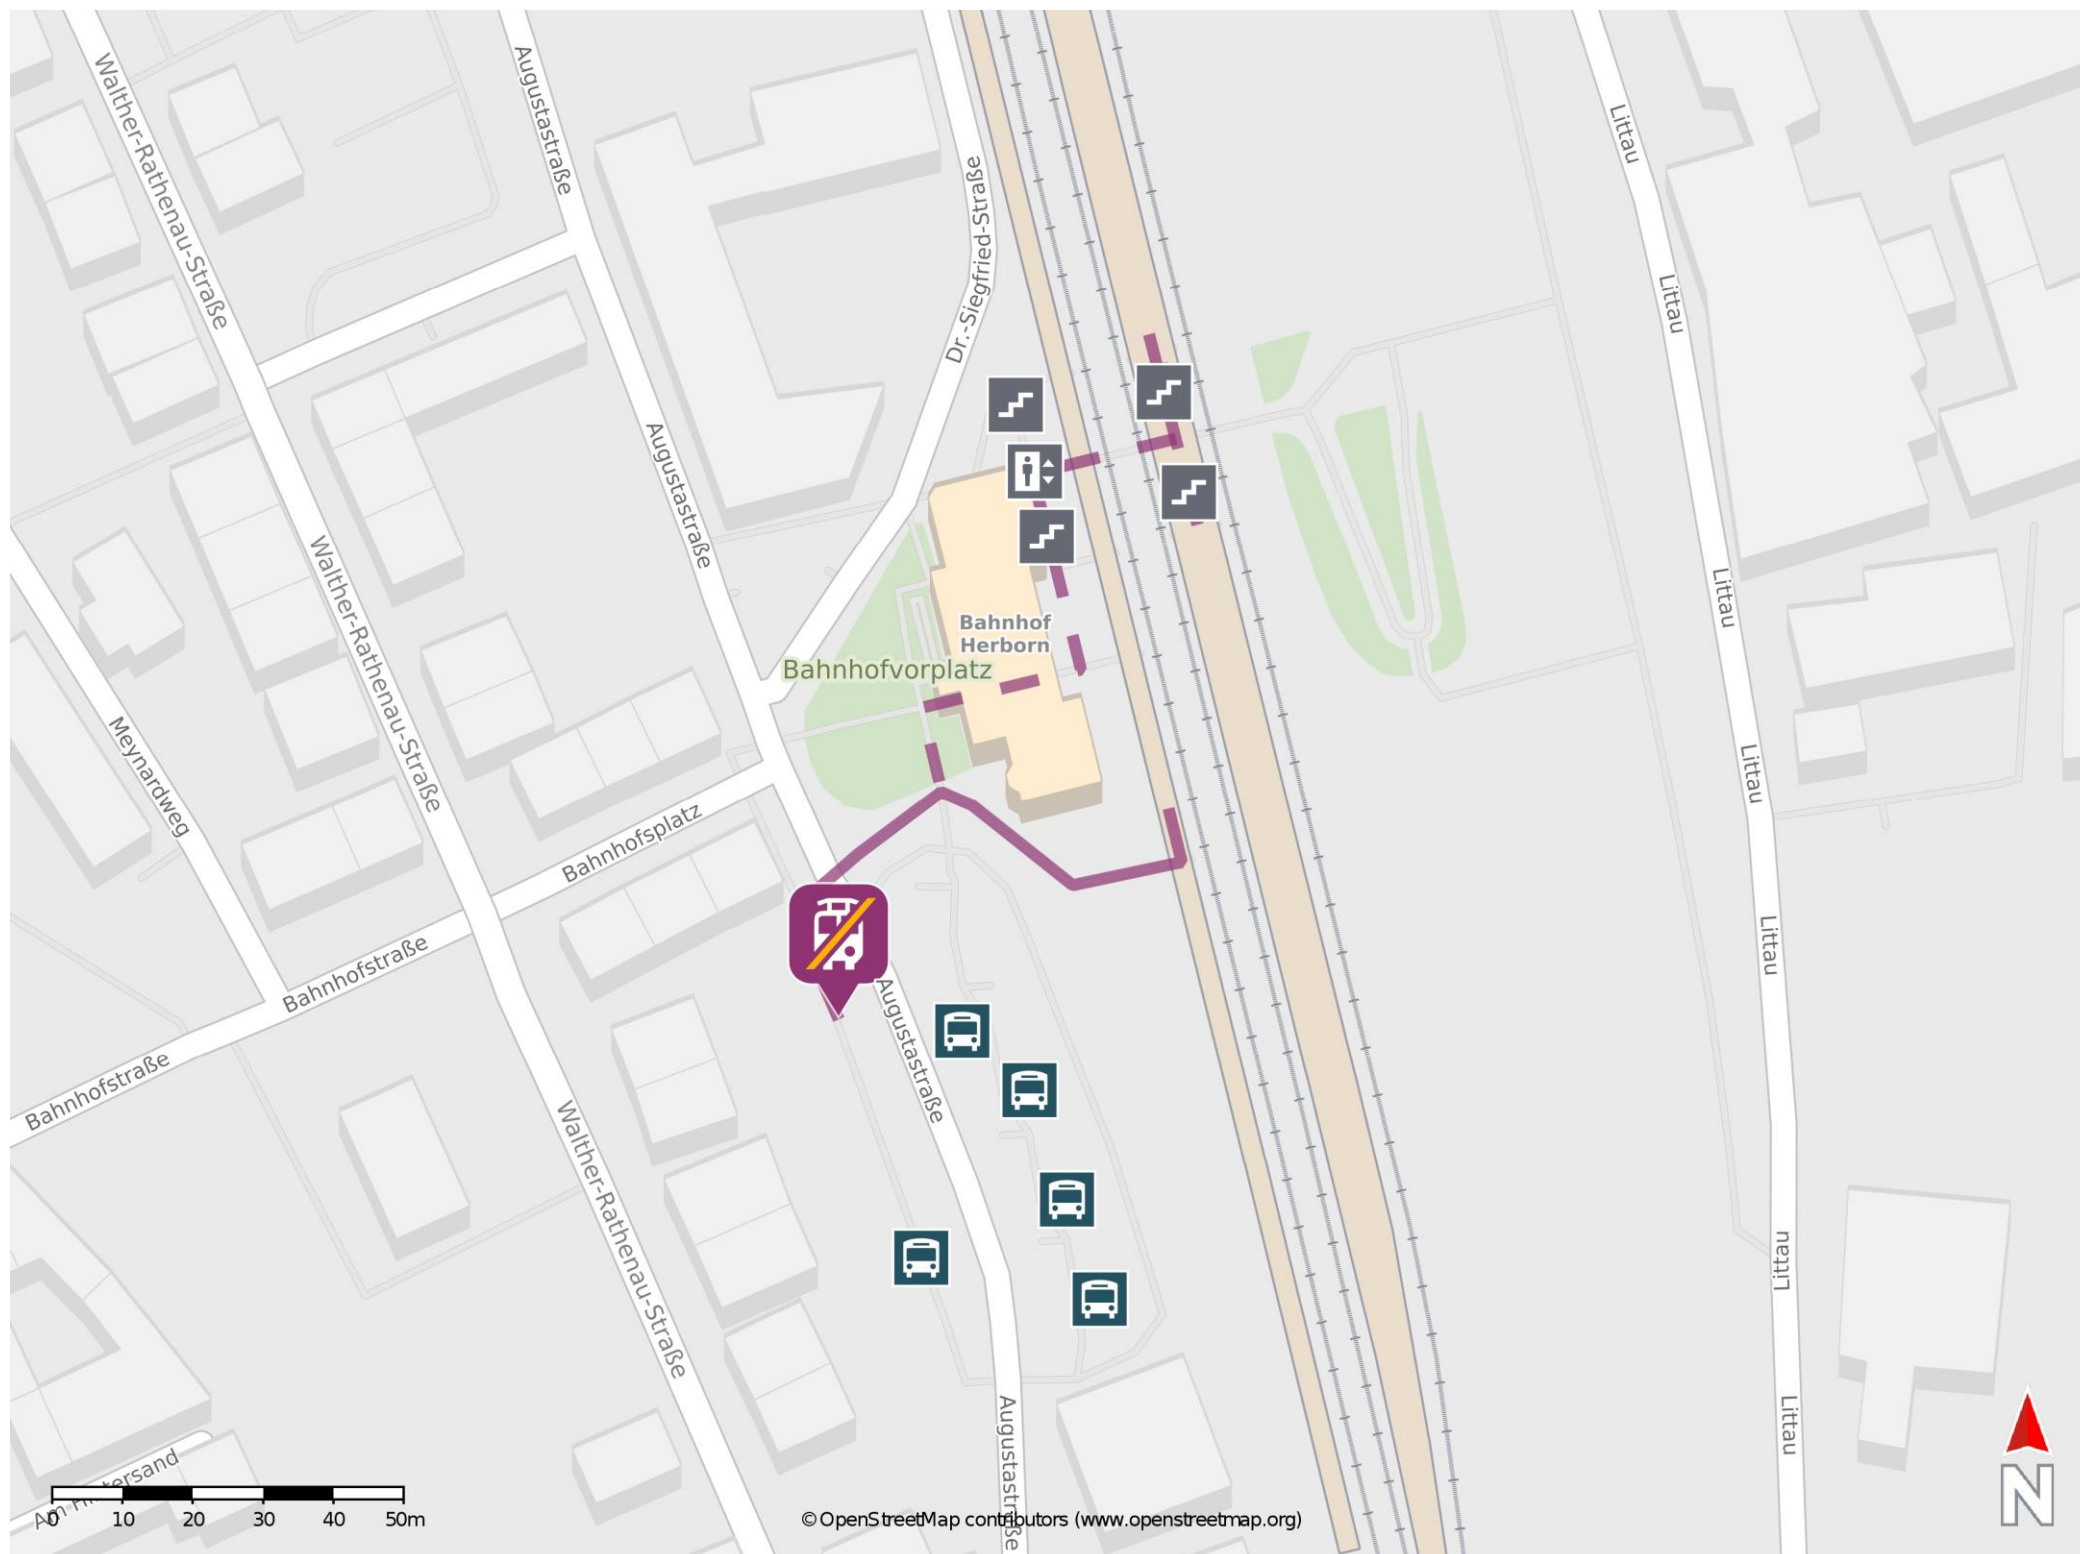 Walther-Rathenau-Straße
Augustastraße
Dr.-Siegfried-Straße
Littau
Littau
Augustastraße
Walther-Rathenau-Straße
Littau
Bahnhof
Herborn
Bahnhofvorplatz
Meynardweg
Bahnhofsplatz
Littau
Bahnhofstraße
Littau
Augustastraße
Bahnhofstraße
Walther-Rathenau-Straße
Littau
Littau
Augustastraße
0 10 20 30 40 50m
© OpenStreetMap contributors (www.openstreetmap.org)
N